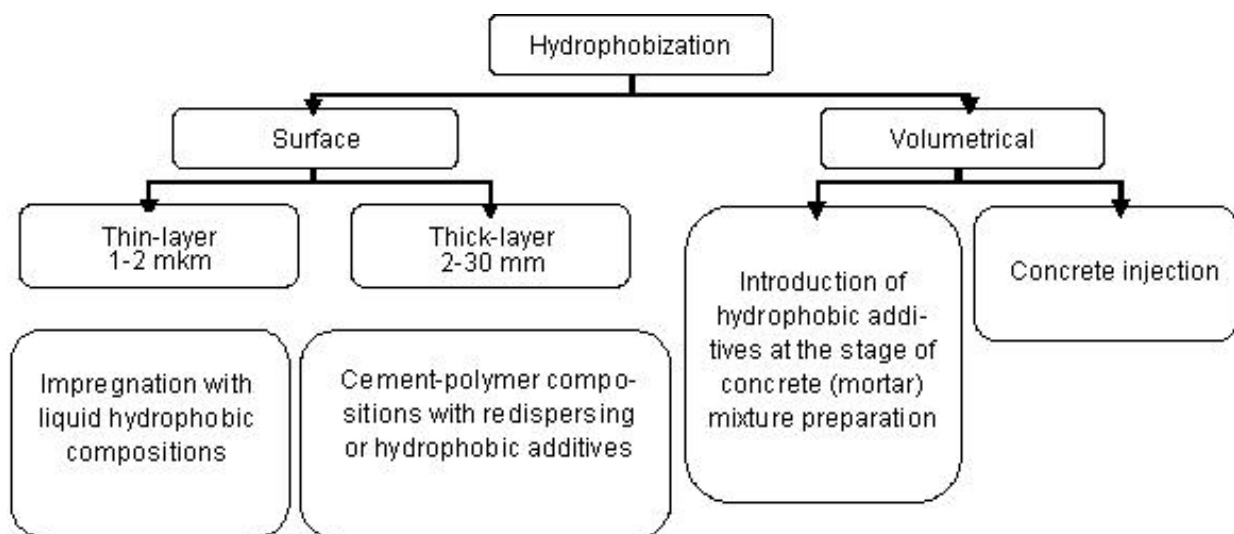 Hydrophobization
Surface
Volumetrical
Thin-layer
1-2 mkm
Thick-layer
2-30 mm
Introduction of
hydrophobic addi-
tives at the stage of
concrete (mortar)
mixture preparation
Concrete injection
Impregnation with
liquid hydrophobic
compositions
Cement-polymer compo-
sitions with redispersing
or hydrophobic additives